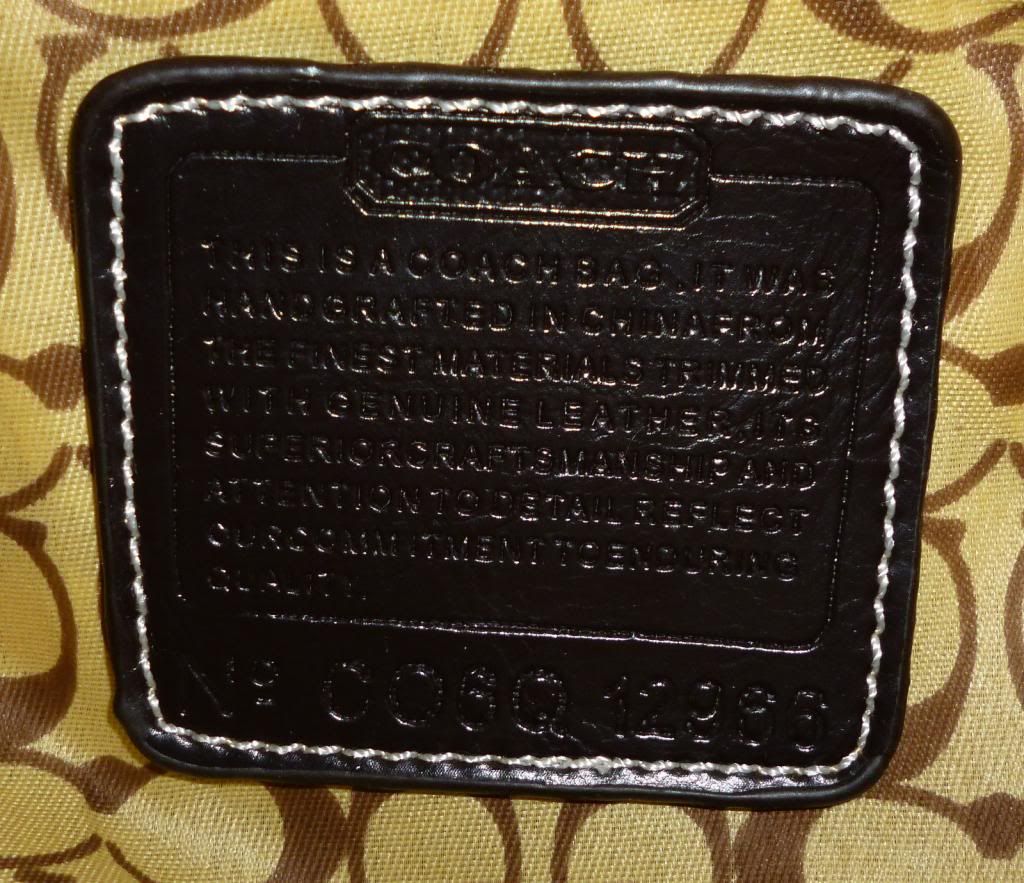 COACH
THIS IS A COACH BAG. IT WAS
HANDCRAFTED IN CHINA FROM
THE FINEST MATERIALS TRIMMED
WITH GENUINE LEATHER, ITS
SUPERIOR CRAFTSMANSHIP AND
ATTENTION TO DETAIL REFLECT
OUR COMMITMENT TO ENDURING
QUALITY.
Nº CO6Q-12966